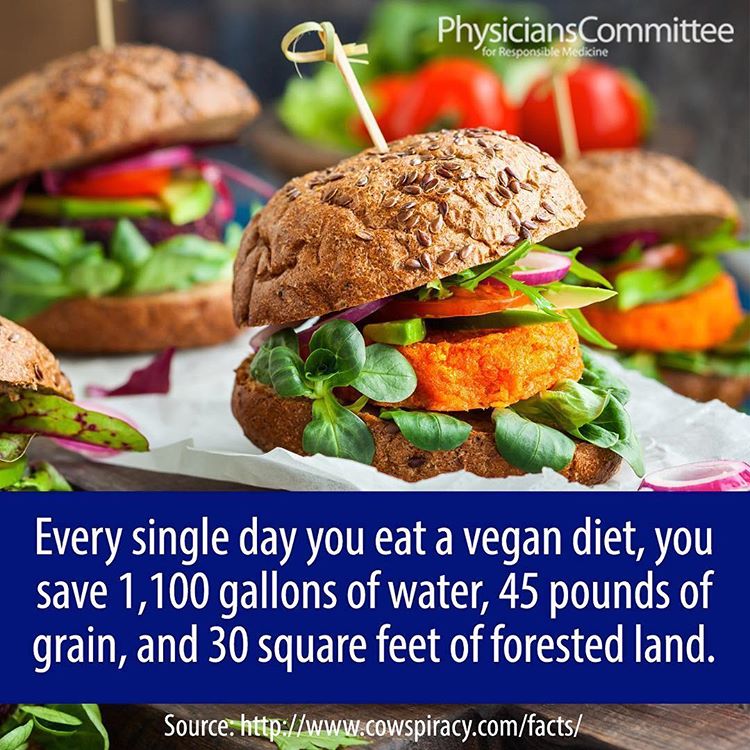 PhysiciansCommittee
for Responsible Medicine
Every single day you eat a vegan diet, you
save 1,100 gallons of water, 45 pounds of
grain, and 30 square feet of forested land.
Source: http://www.cowspiracy.com/facts/